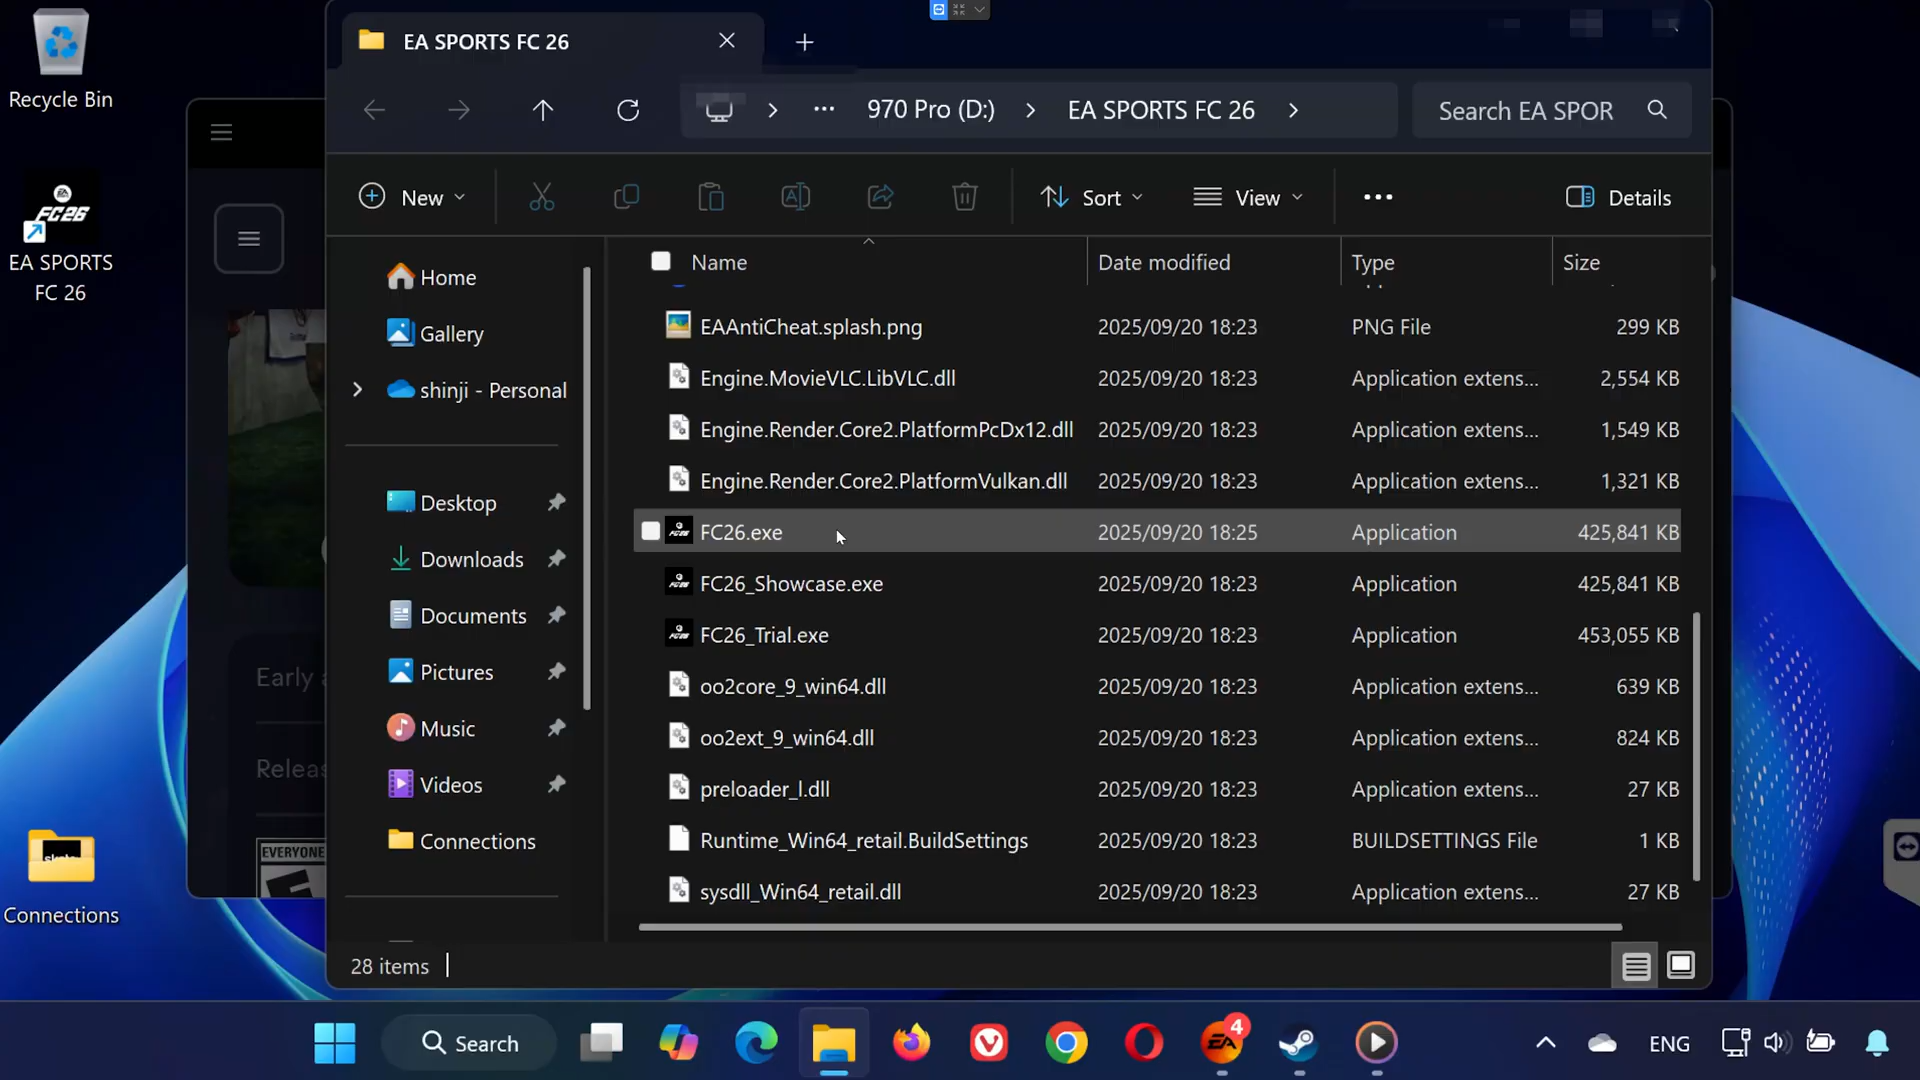 Recycle Bin
EA
FC26
EA SPORTS
FC 26
Connections
EA SPORTS FC 26
970 Pro (D:)
EA SPORTS FC 26
Search EA SPOR
New
Sort
View
Details
Home
Gallery
shinji - Personal
Desktop
Downloads
Documents
Pictures
Music
Videos
Connections
Name Date modified Type Size
EAAntiCheat.splash.png 2025/09/20 18:23 PNG File 299 KB
Engine.MovieVLC.LibVLC.dll 2025/09/20 18:23 Application extens... 2,554 KB
Engine.Render.Core2.PlatformPcDx12.dll 2025/09/20 18:23 Application extens... 1,549 KB
Engine.Render.Core2.PlatformVulkan.dll 2025/09/20 18:23 Application extens... 1,321 KB
FC26.exe 2025/09/20 18:25 Application 425,841 KB
FC26_Showcase.exe 2025/09/20 18:23 Application 425,841 KB
FC26_Trial.exe 2025/09/20 18:23 Application 453,055 KB
oo2core_9_win64.dll 2025/09/20 18:23 Application extens... 639 KB
oo2ext_9_win64.dll 2025/09/20 18:23 Application extens... 824 KB
preloader_l.dll 2025/09/20 18:23 Application extens... 27 KB
Runtime_Win64_retail.BuildSettings 2025/09/20 18:23 BUILDSETTINGS File 1 KB
sysdll_Win64_retail.dll 2025/09/20 18:23 Application extens... 27 KB
28 items
Early
Releas
EVERYONE
Search
EA
4
ENG